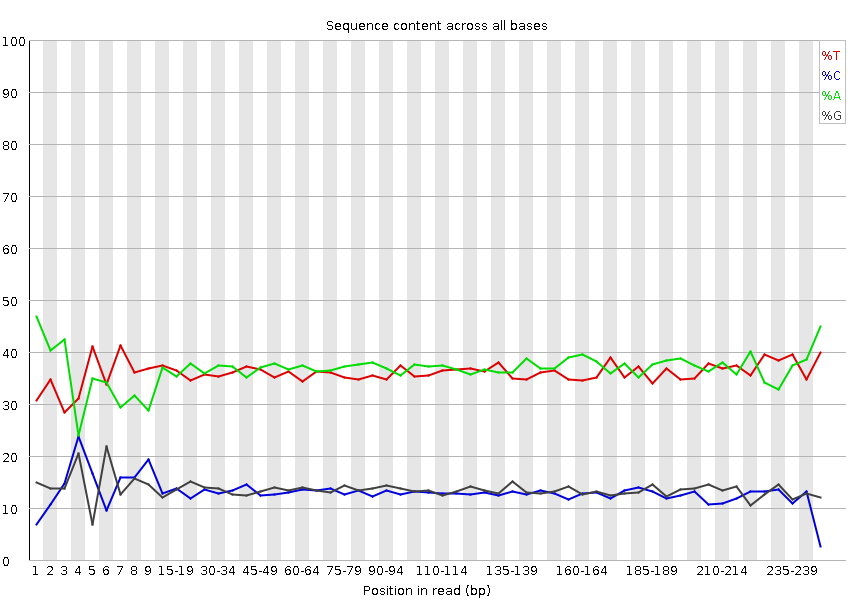 Sequence content across all bases
100
90
80
70
60
50
40
30
20
10
0
%T
%C
%A
%G
1 2 3 4 5 6 7 8 9 15-19 30-34 45-49 60-64 75-79 90-94 110-114 135-139 160-164 185-189 210-214 235-239
Position in read (bp)